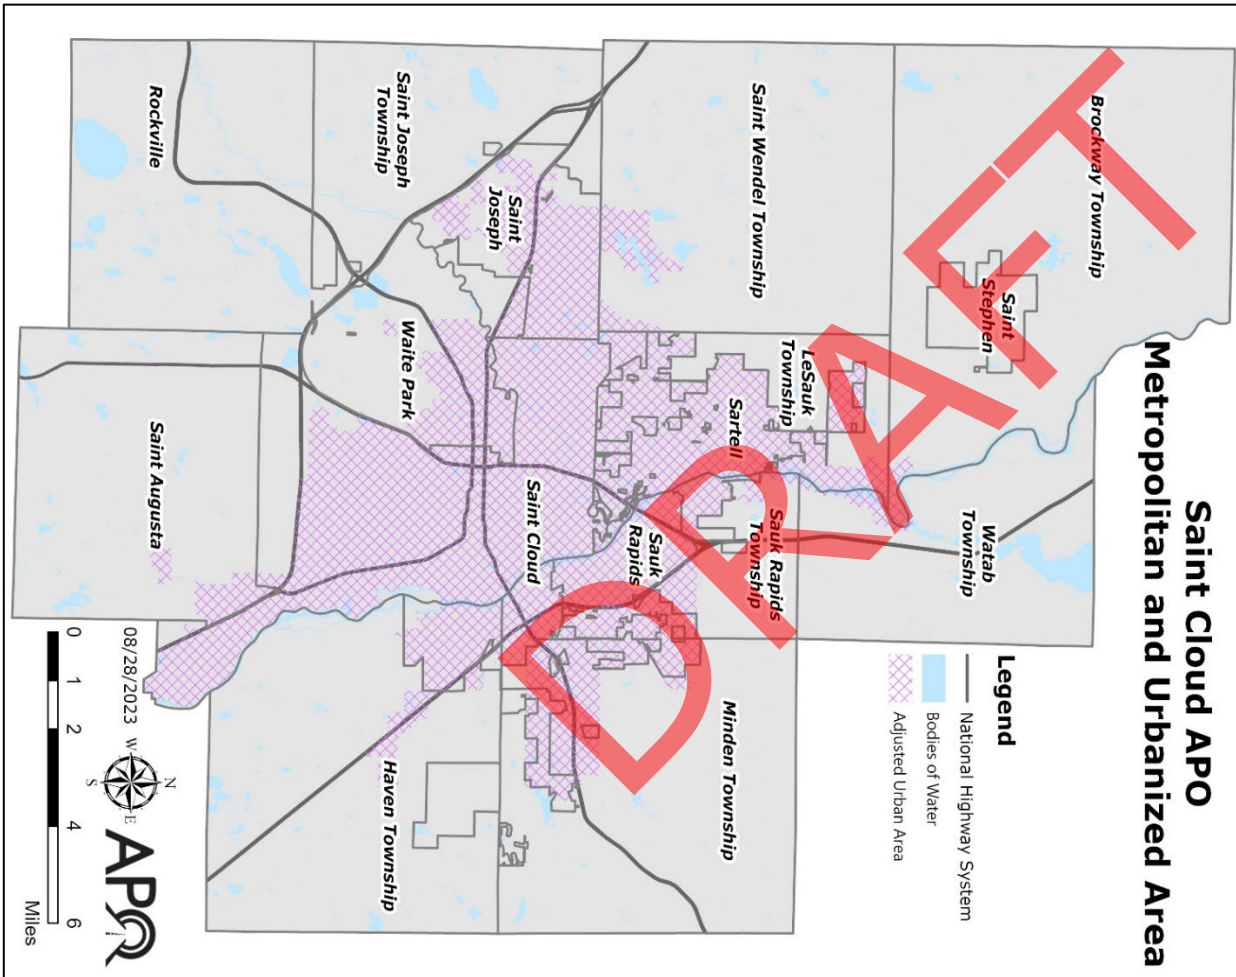 Saint Cloud APO
Metropolitan and Urbanized Area
Legend
National Highway System
Bodies of Water
Adjusted Urban Area
Brockway Township
Saint
Stephen
Watab
Township
Saint Wendel Township
LeSauk
Township
Sartell
Sauk Rapids
Township
Sauk
Rapids
Minden Township
Saint Joseph
Township
Saint
Joseph
Saint Cloud
Waite Park
Haven Township
Rockville
Saint Augusta
DRAFT
08/28/2023
N
W
E
S
APO
0
1
2
4
6
Miles